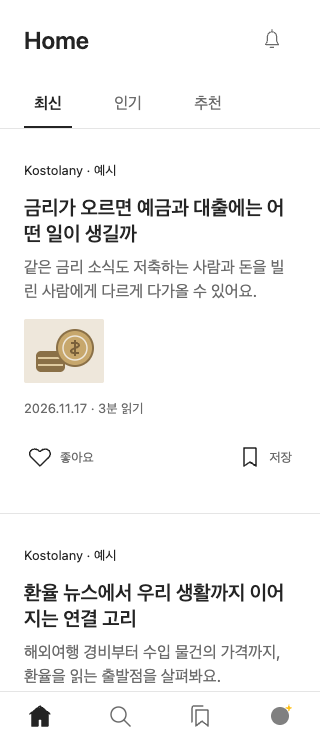 Home
최신 인기 추천
Kostolany · 예시
금리가 오르면 예금과 대출에는 어
떤 일이 생길까
같은 금리 소식도 저축하는 사람과 돈을 빌
린 사람에게 다르게 다가올 수 있어요.
2026.11.17 · 3분 읽기
좋아요 저장
Kostolany · 예시
환율 뉴스에서 우리 생활까지 이어
지는 연결 고리
해외여행 경비부터 수입 물건의 가격까지,
환율을 읽는 출발점을 살펴봐요.